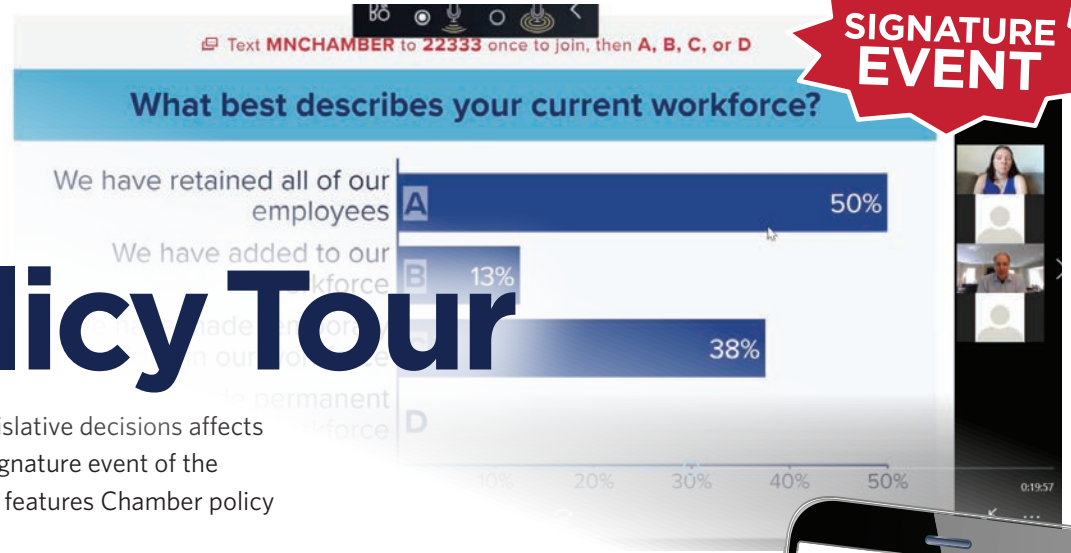 SIGNATURE
EVENT
Text MNCHAMBER to 22333 once to join, then A, B, C, or D
What best describes your current workforce?
We have retained all of our
employees
A
50%
We have added to our
B
13%
38%
permanent
D
licy Tour
islative decisions affects
gnature event of the
features Chamber policy
10%
20%
30%
40%
50%
0:19:57